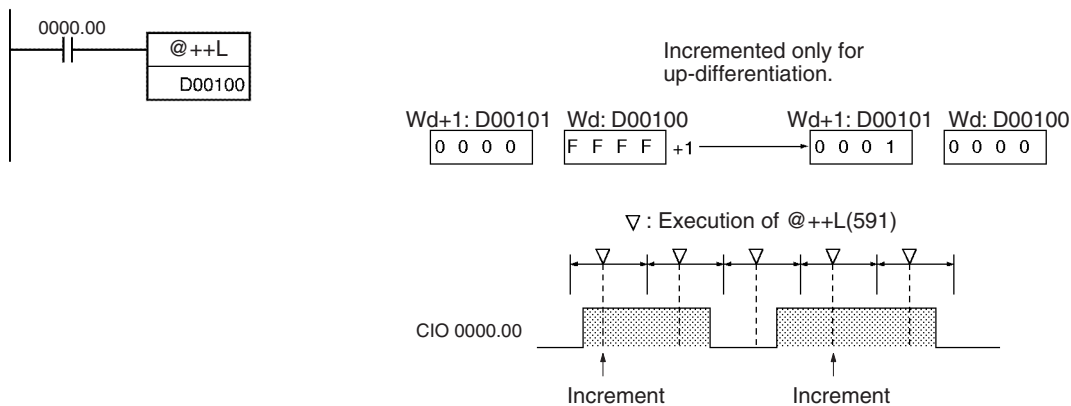 0000.00
@++L
D00100
Incremented only for
up-differentiation.
Wd+1: D00101 Wd: D00100 Wd+1: D00101 Wd: D00100
0 0 0 0 F F F F +1 0 0 0 1 0 0 0 0
▽ : Execution of @++L(591)
CIO 0000.00
Increment Increment